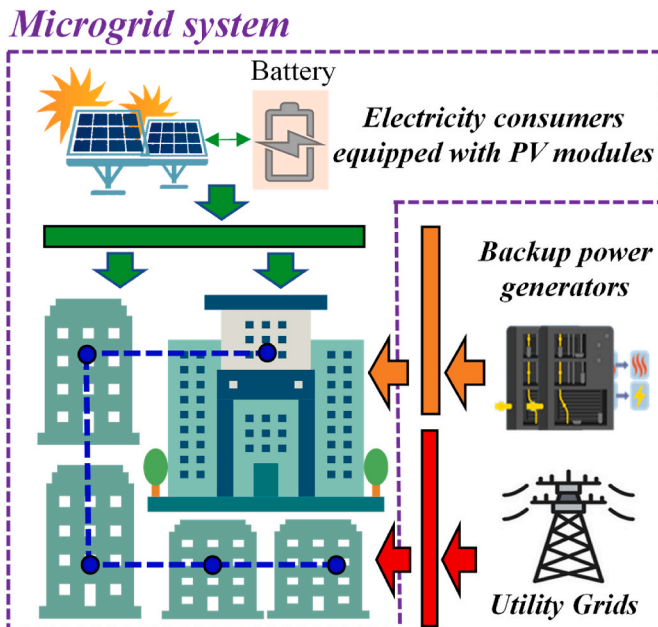 Microgrid system
Battery
Electricity consumers
equipped with PV modules
Backup power
generators
Utility Grids